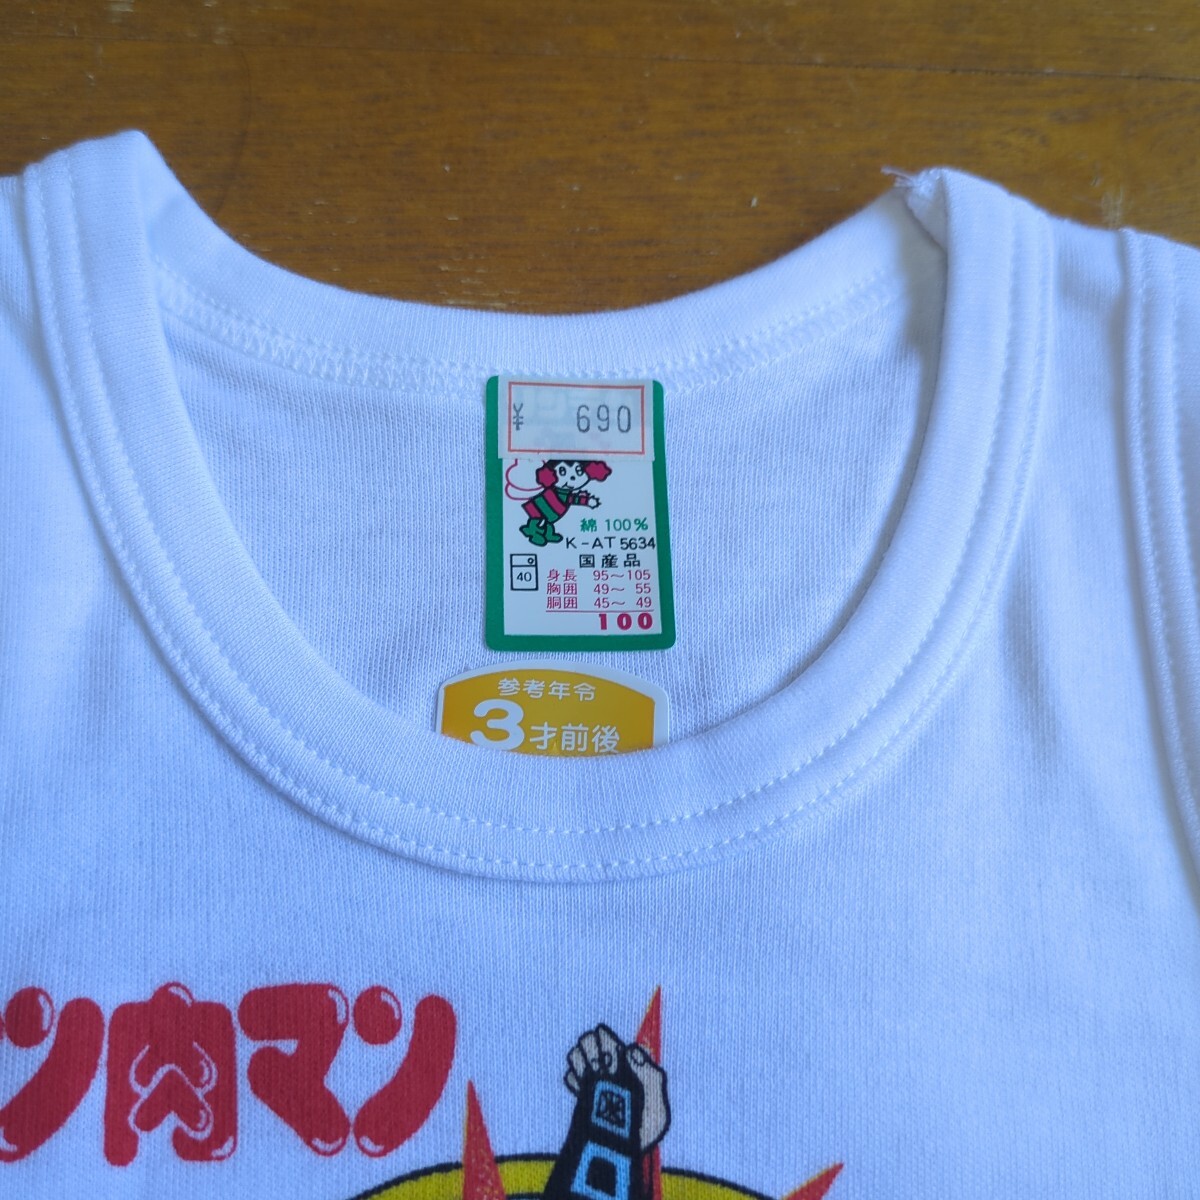 ¥ 690
綿 100%
K-AT 5634
国産品
40
身長 95〜105
胸囲 49〜 55
胴囲 45〜 49
100
参考年令
3才前後
ン肉マン